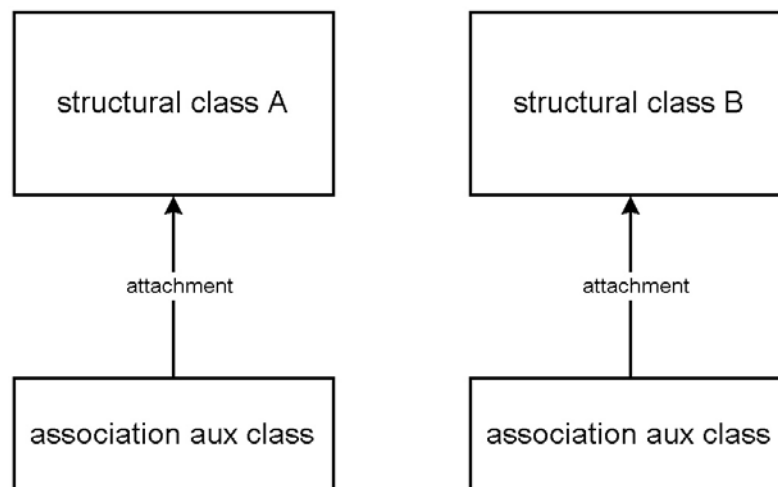 structural class A
structural class B
attachment
attachment
association aux class
association aux class